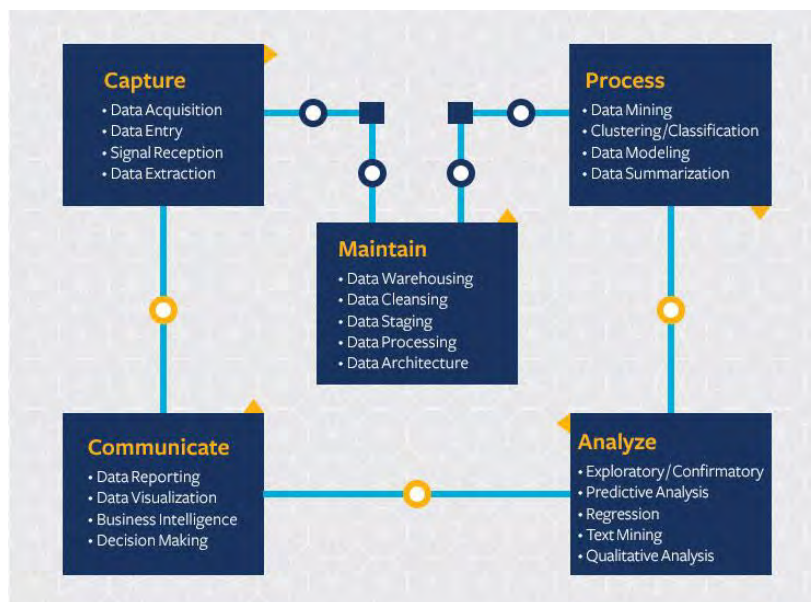 Capture
• Data Acquisition
• Data Entry
• Signal Reception
• Data Extraction
Process
• Data Mining
• Clustering/Classification
• Data Modeling
• Data Summarization
Maintain
• Data Warehousing
• Data Cleansing
• Data Staging
• Data Processing
• Data Architecture
Communicate
• Data Reporting
• Data Visualization
• Business Intelligence
• Decision Making
Analyze
• Exploratory/Confirmatory
• Predictive Analysis
• Regression
• Text Mining
• Qualitative Analysis